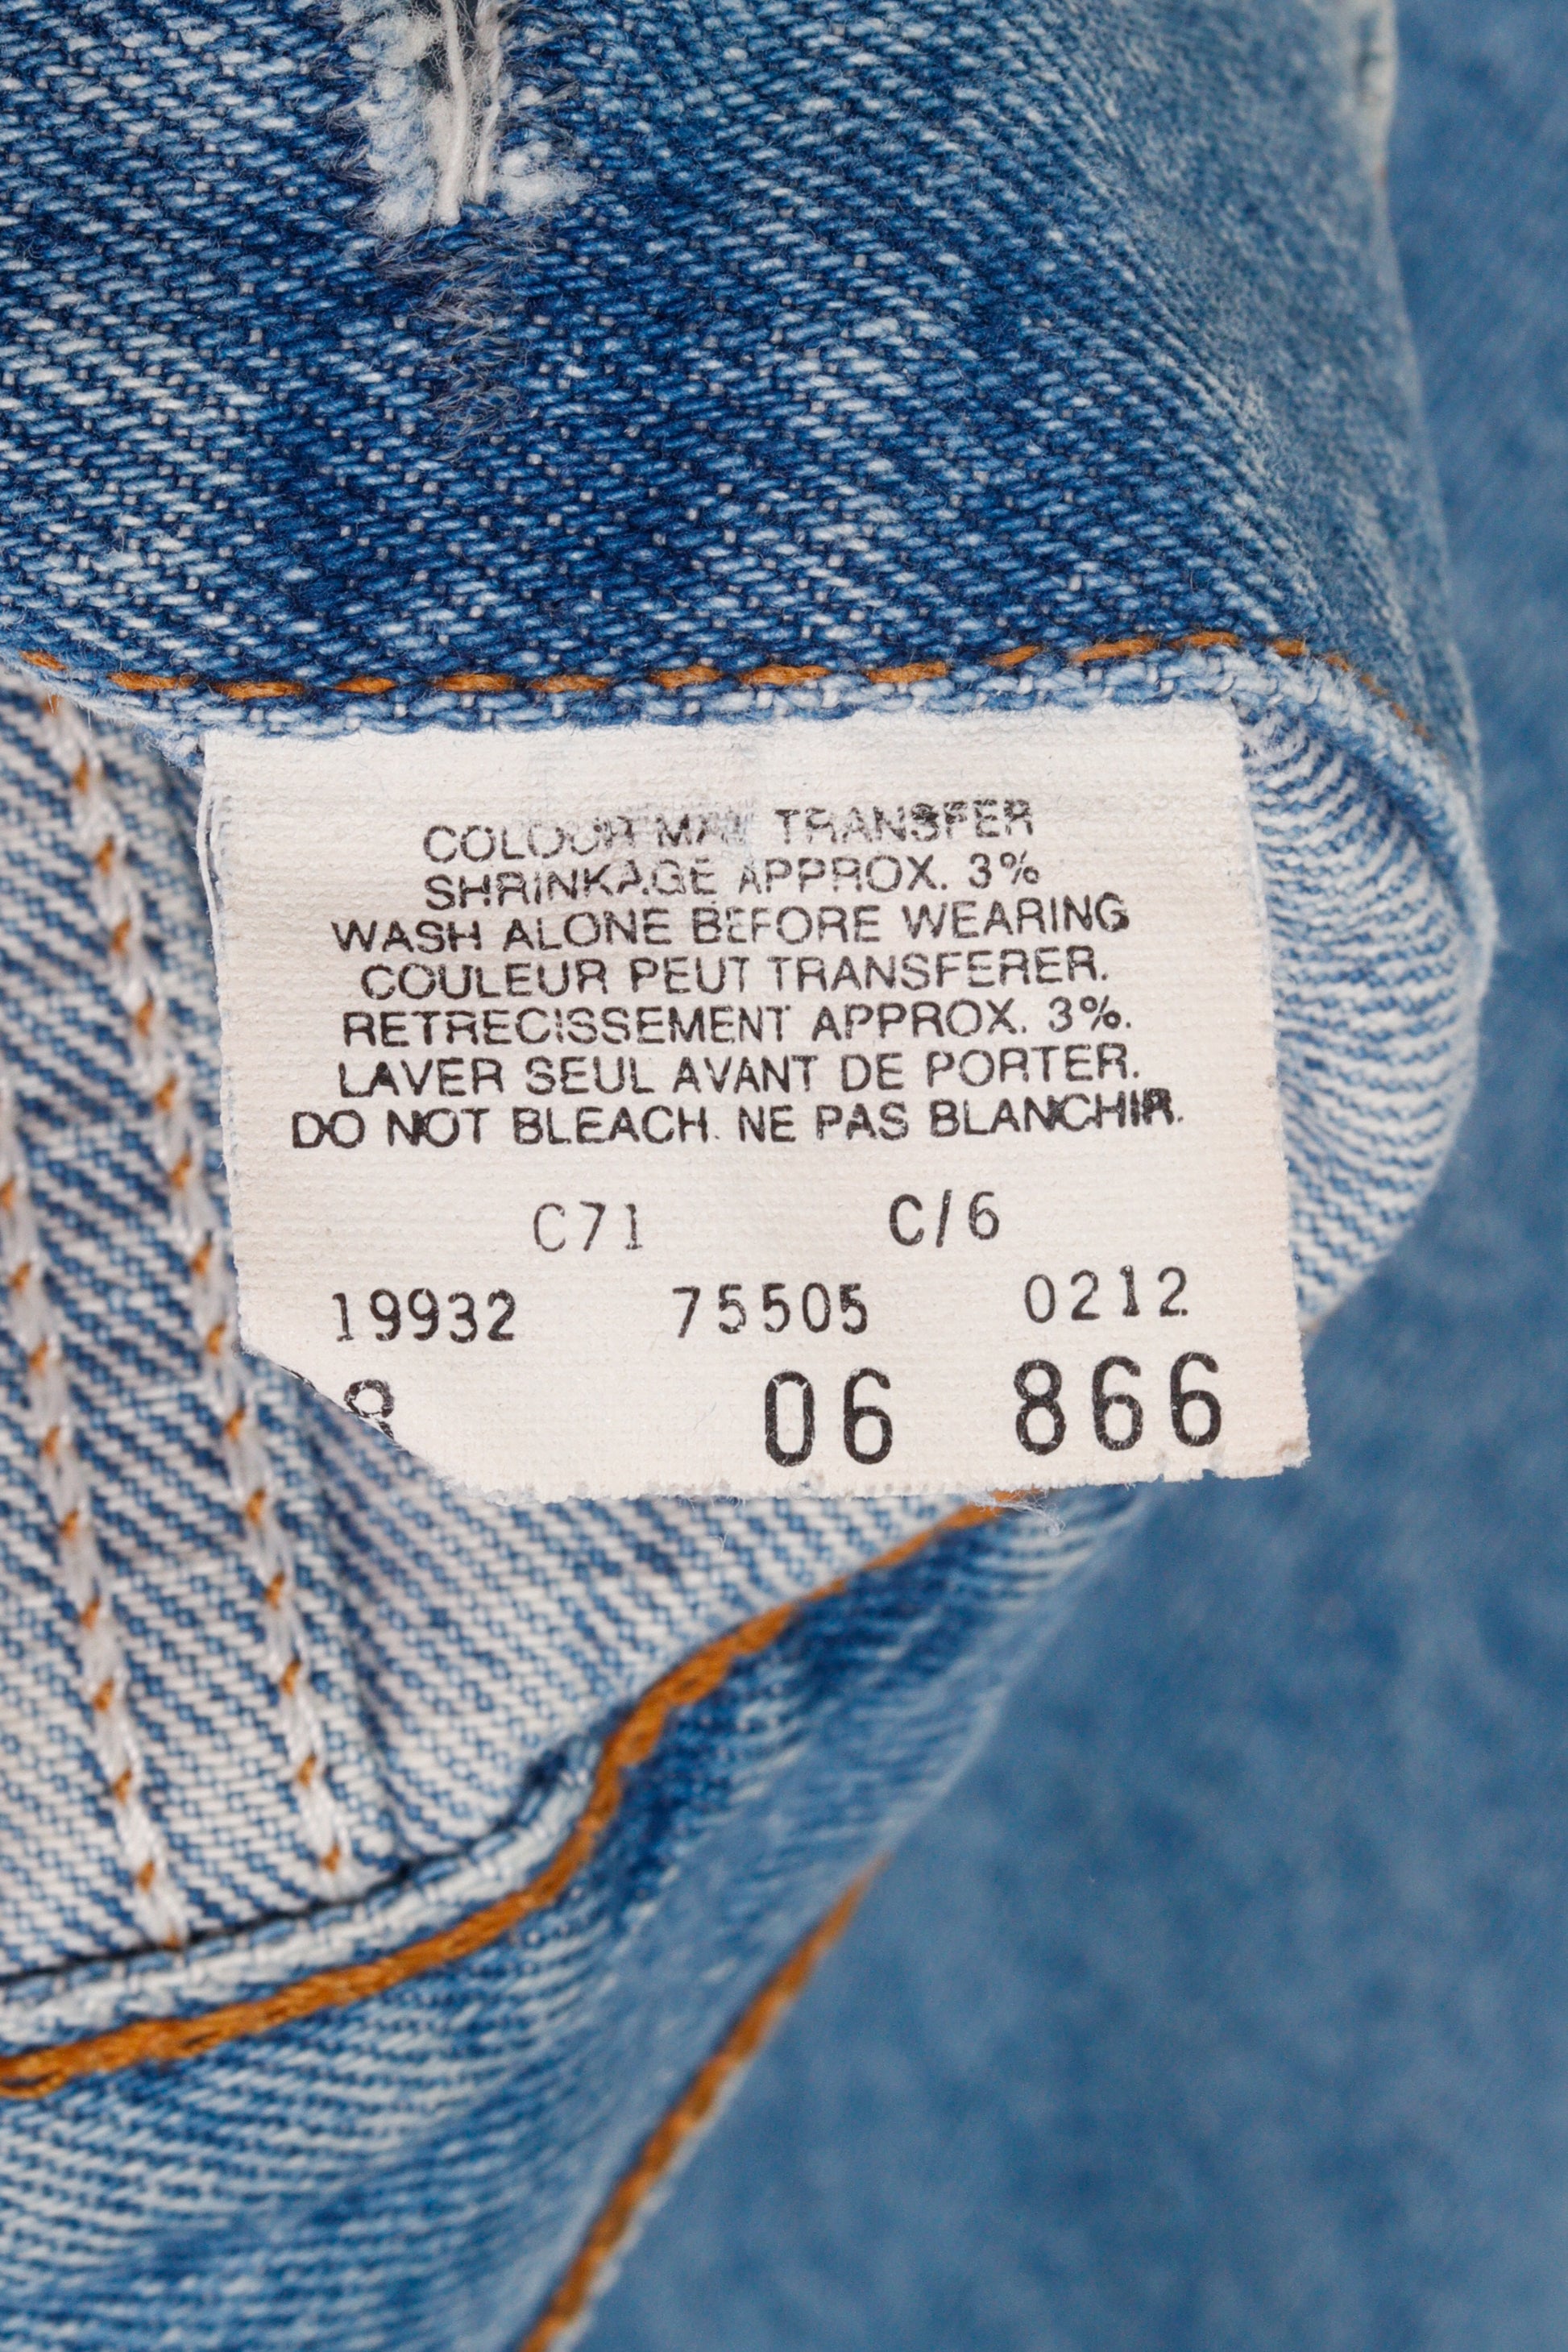 COLOUR MAY TRANSFER
SHRINKAGE APPROX. 3%
WASH ALONE BEFORE WEARING
COULEUR PEUT TRANSFERER.
RETRECISSEMENT APPROX. 3%.
LAVER SEUL AVANT DE PORTER.
DO NOT BLEACH. NE PAS BLANCHIR.
C71 C/6
19932 75505 0212
06 866